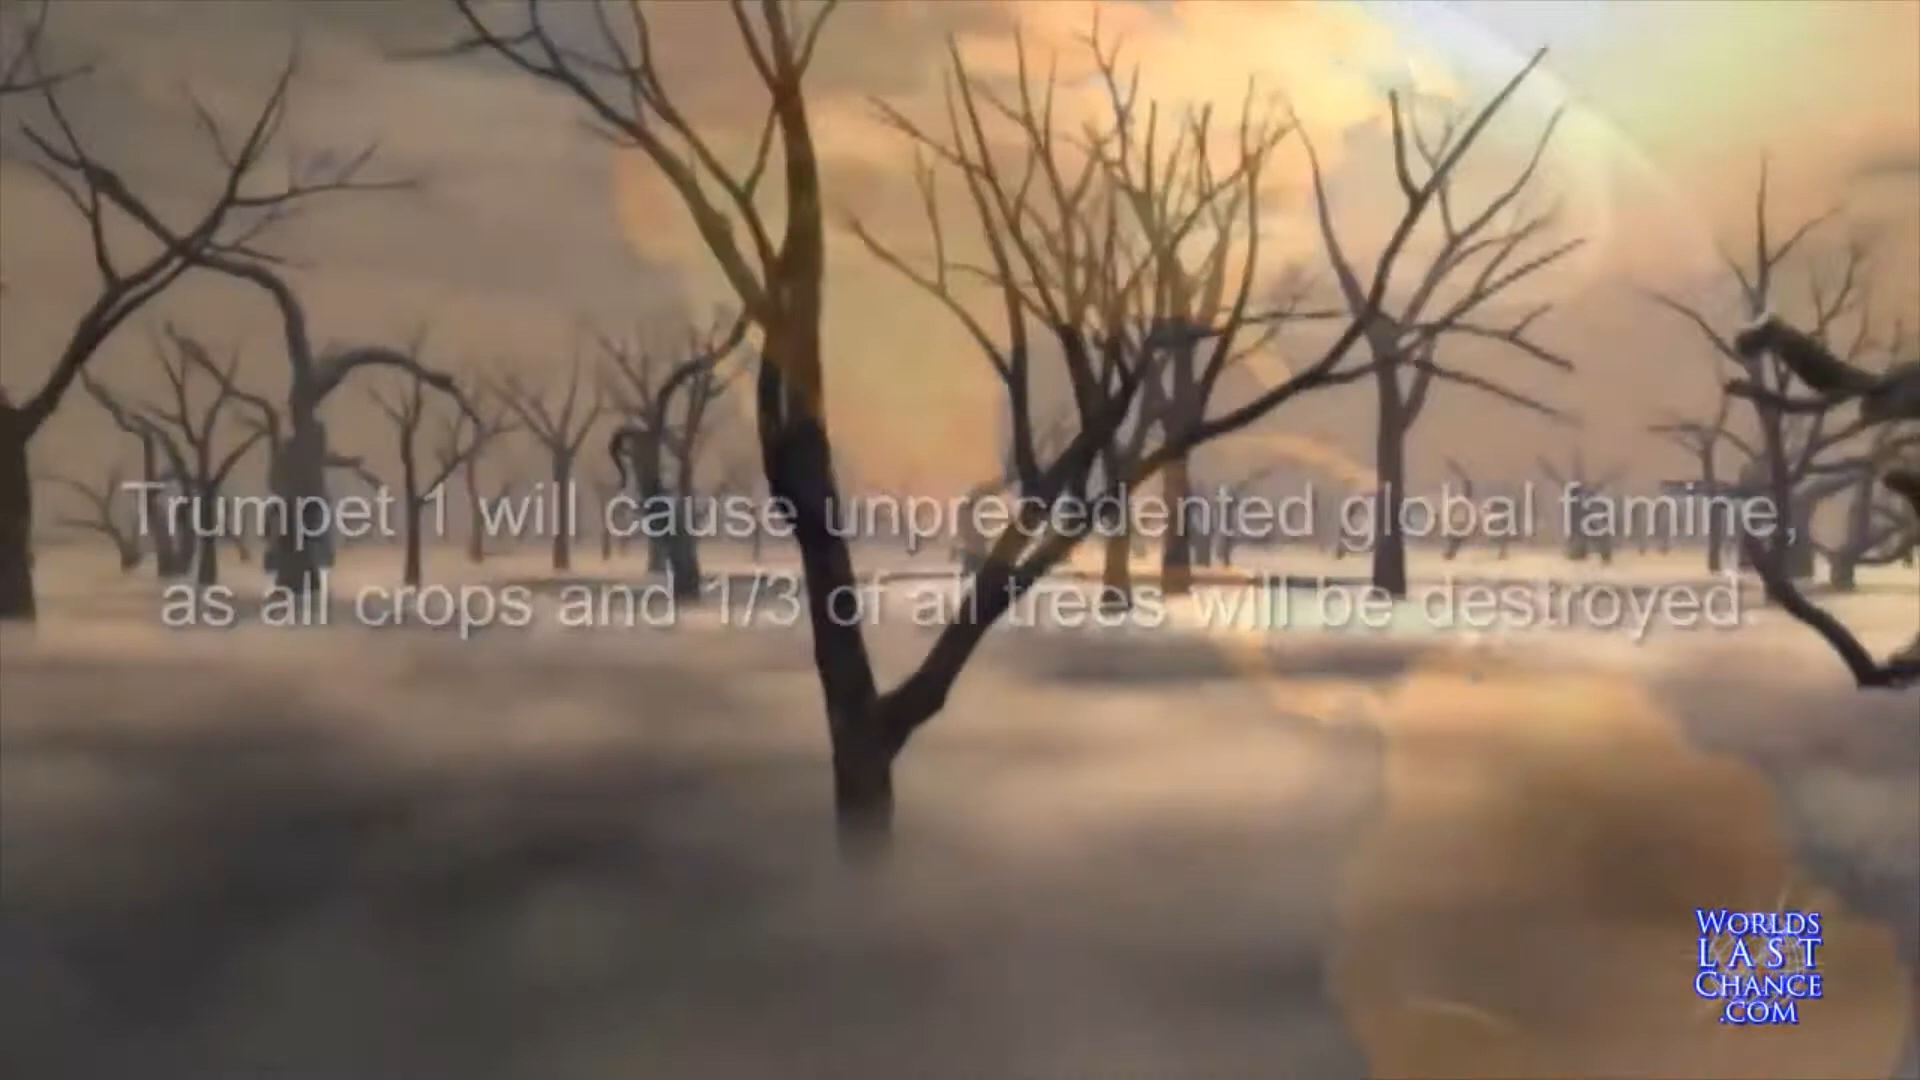 Trumpet 1 will cause unprecedented global famine,
as all crops and 1/3 of all trees will be destroyed.
WORLDS
LAST
CHANCE
.COM